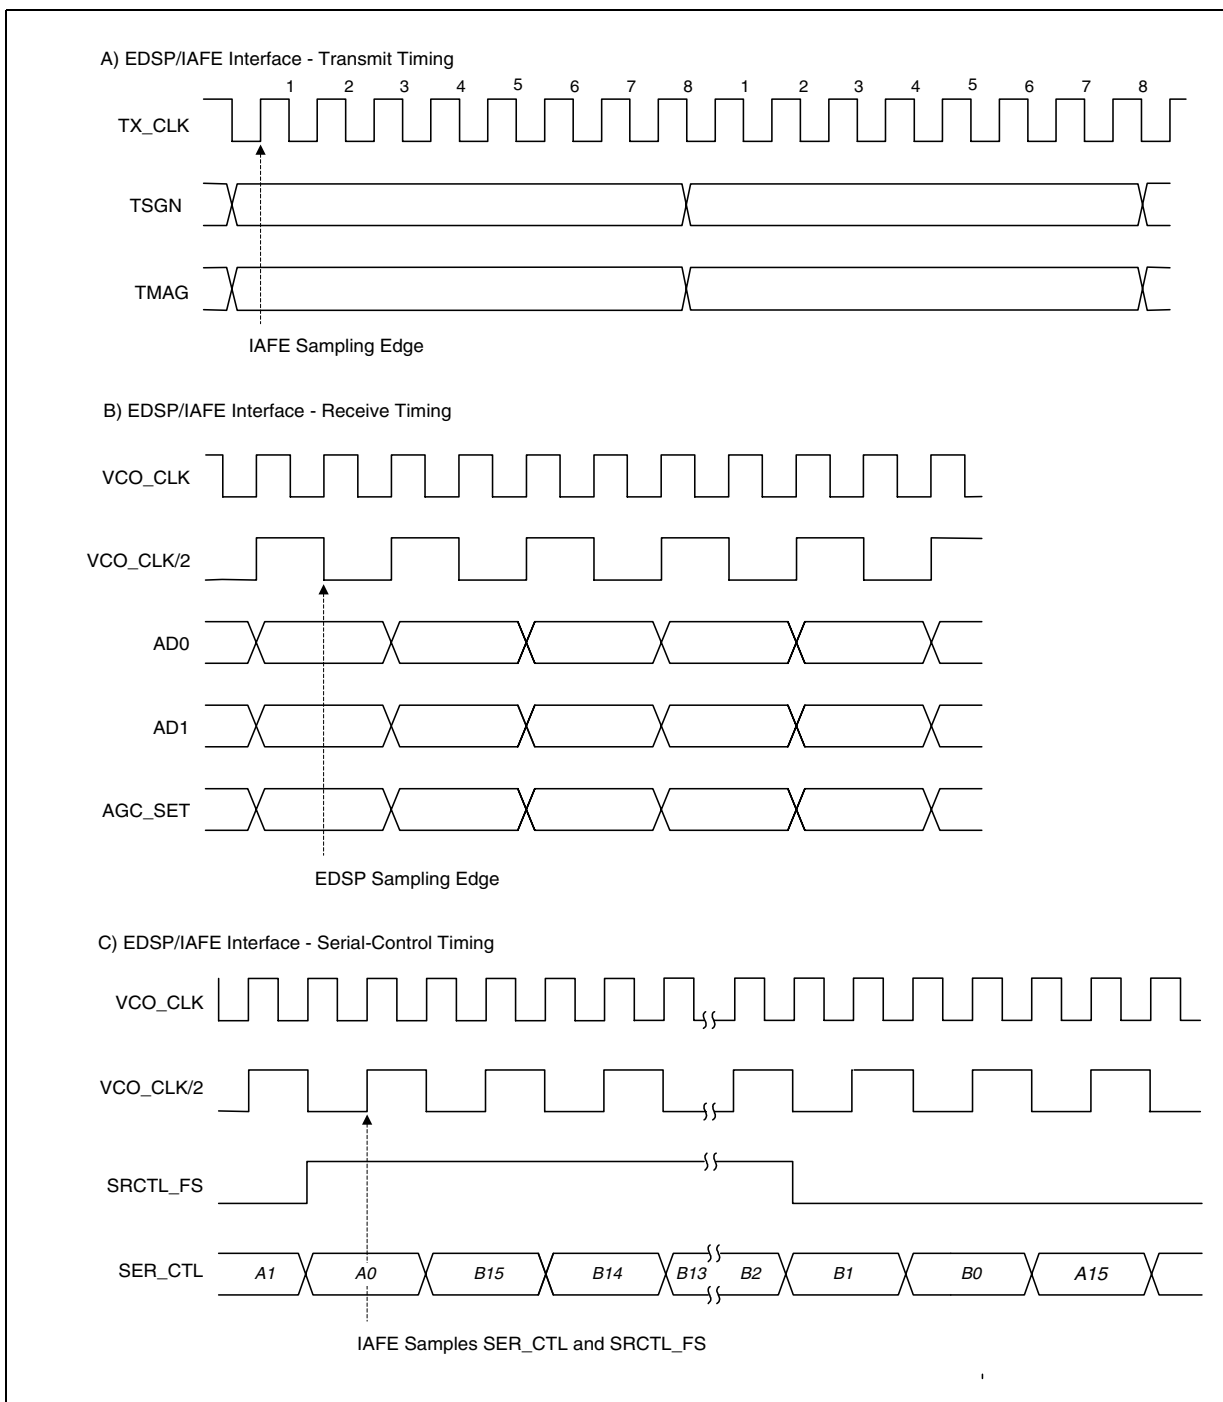 A) EDSP/IAFE Interface - Transmit Timing
1 2 3 4 5 6 7 8 1 2 3 4 5 6 7 8
TX_CLK
TSGN
TMAG
IAFE Sampling Edge
B) EDSP/IAFE Interface - Receive Timing
VCO_CLK
VCO_CLK/2
AD0
AD1
AGC_SET
EDSP Sampling Edge
C) EDSP/IAFE Interface - Serial-Control Timing
VCO_CLK
VCO_CLK/2
SRCTL_FS
SER_CTL A1 A0 B15 B14 B13 B2 B1 B0 A15
IAFE Samples SER_CTL and SRCTL_FS